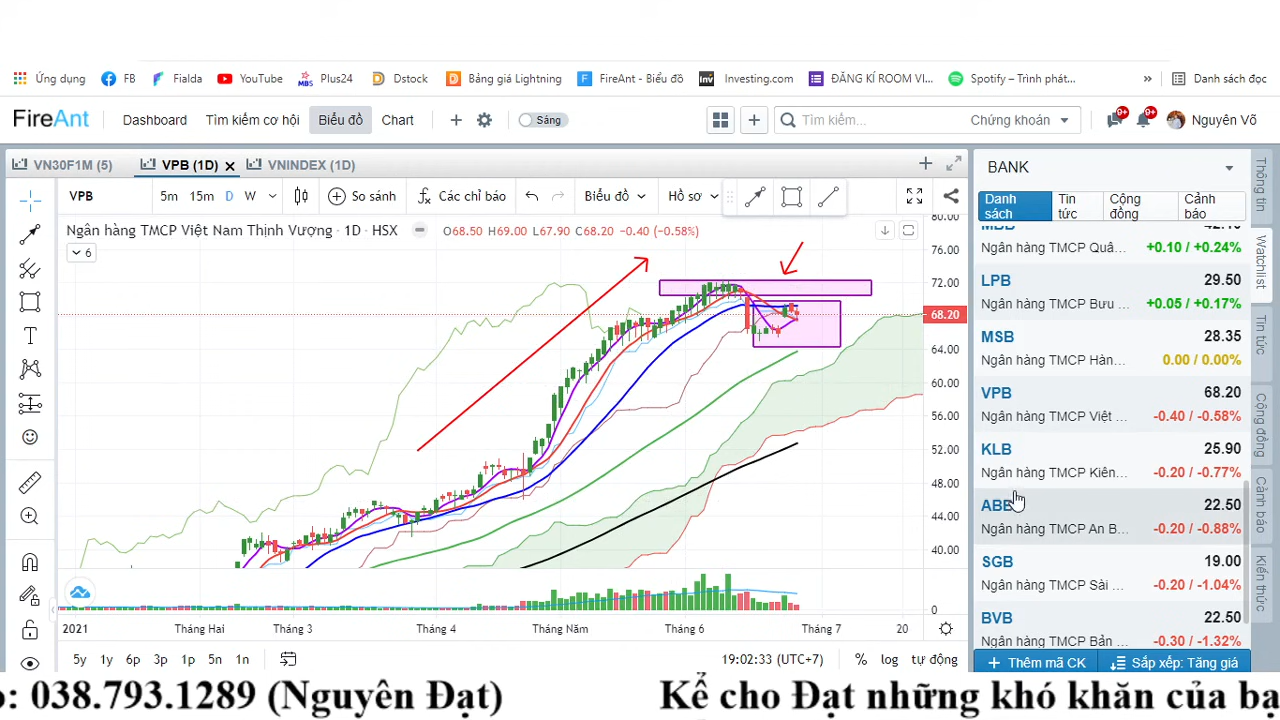 Ứng dụng FB Fialda YouTube MBS Plus24 Dstock Bảng giá Lightning FireAnt - Biểu đồ INV Investing.com ĐĂNG KÍ ROOM VI... Spotify – Trình phát... » Danh sách đọc
FireAnt Dashboard Tìm kiếm cơ hội Biểu đồ Chart Sáng Tìm kiếm... Chứng khoán 9+ 9+ Nguyên Võ
VN30F1M (5) VPB (1D) VNINDEX (1D)
VPB 5m 15m D W So sánh Các chỉ báo Biểu đồ Hồ sơ
Ngân hàng TMCP Việt Nam Thịnh Vượng · 1D · HSX O68.50 H69.00 L67.90 C68.20 −0.40 (−0.58%)
6
80.00
76.00
72.00
68.20
64.00
60.00
56.00
52.00
48.00
44.00
40.00
0
2021 Tháng Hai Tháng 3 Tháng 4 Tháng Năm Tháng 6 Tháng 7 20
5y 1y 6p 3p 1p 5n 1n 19:02:33 (UTC+7) % log tự động
BANK
Danh sách
Tin tức
Cộng đồng
Cảnh báo
MBB 42.10
Ngân hàng TMCP Quâ... +0.10 / +0.24%
LPB 29.50
Ngân hàng TMCP Bưu ... +0.05 / +0.17%
MSB 28.35
Ngân hàng TMCP Hàn... 0.00 / 0.00%
VPB 68.20
Ngân hàng TMCP Việt ... -0.40 / -0.58%
KLB 25.90
Ngân hàng TMCP Kiên... -0.20 / -0.77%
ABB 22.50
Ngân hàng TMCP An B... -0.20 / -0.88%
SGB 19.00
Ngân hàng TMCP Sài ... -0.20 / -1.04%
BVB 22.50
Ngân hàng TMCP Bản ... -0.30 / -1.32%
Thêm mã CK Sắp xếp: Tăng giá
Thông tin
Watchlist
Tin tức
Cộng đồng
Cảnh báo
Kiến thức
o: 038.793.1289 (Nguyên Đạt) Kể cho Đạt những khó khăn của bạ